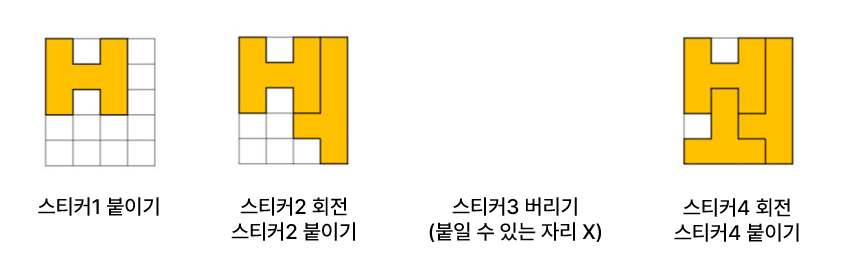 스티커1 붙이기
스티커2 회전
스티커2 붙이기
스티커3 버리기
(붙일 수 있는 자리 X)
스티커4 회전
스티커4 붙이기